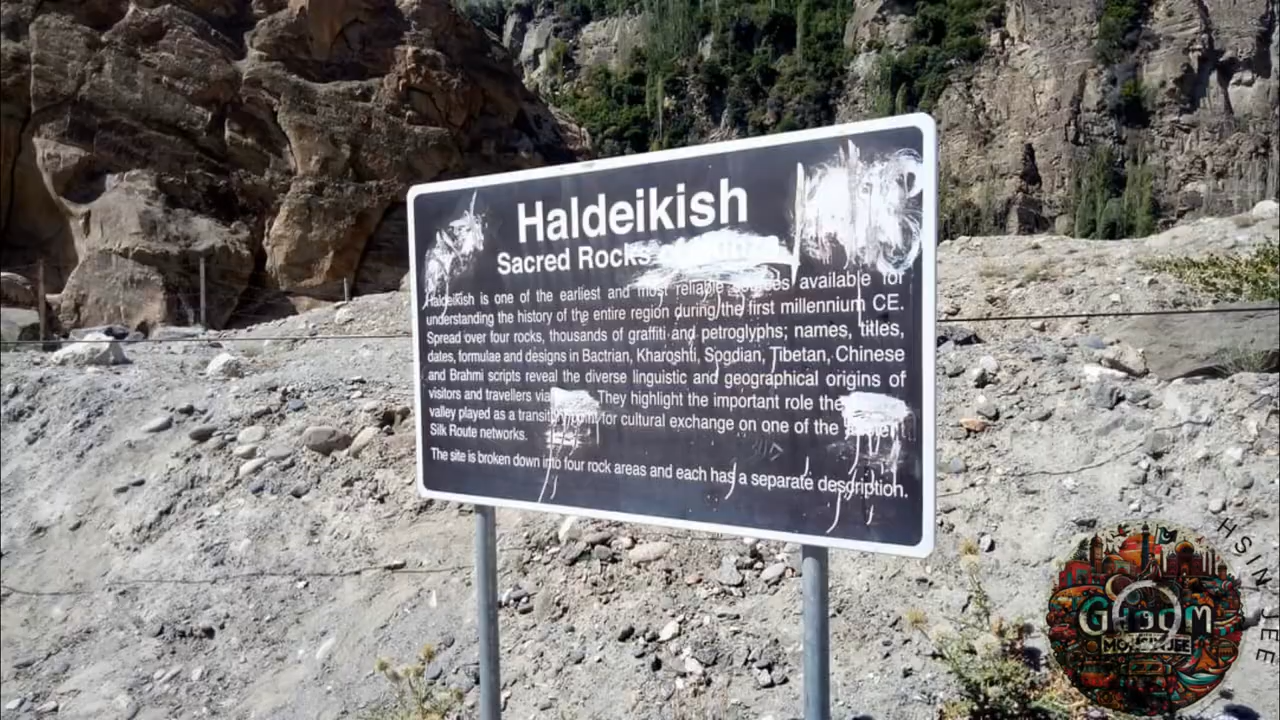 Haldeikish
Sacred Rocks
Haldeikish is one of the earliest and most reliable sources available for
understanding the history of the entire region during the first millennium CE.
Spread over four rocks, thousands of graffiti and petroglyphs; names, titles,
dates, formulae and designs in Bactrian, Kharoshti, Sogdian, Tibetan, Chinese
and Brahmi scripts reveal the diverse linguistic and geographical origins of
visitors and travellers via They highlight the important role the
valley played as a transitory point for cultural exchange on one of the
Silk Route networks.
The site is broken down into four rock areas and each has a separate description.
GHOOM
HSINJEE